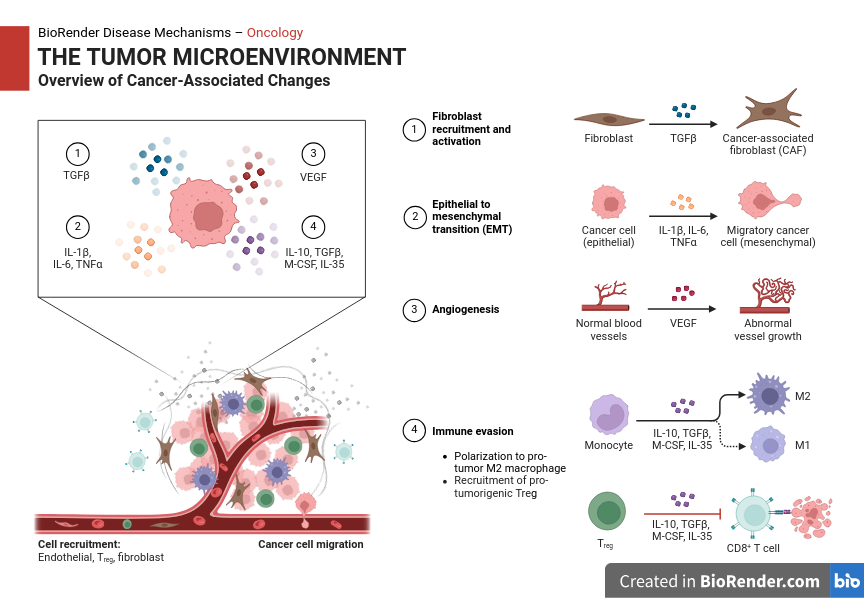 BioRender Disease Mechanisms – Oncology
THE TUMOR MICROENVIRONMENT
Overview of Cancer-Associated Changes
1
TGFβ
3
VEGF
2
IL-1β,
IL-6, TNFα
4
IL-10, TGFβ,
M-CSF, IL-35
Cell recruitment:
Endothelial, Treg, fibroblast
Cancer cell migration
1
Fibroblast
recruitment and
activation
Fibroblast
TGFβ
Cancer-associated
fibroblast (CAF)
2
Epithelial to
mesenchymal
transition (EMT)
Cancer cell
(epithelial)
IL-1β, IL-6,
TNFα
Migratory cancer
cell (mesenchymal)
3
Angiogenesis
Normal blood
vessels
VEGF
Abnormal
vessel growth
4
Immune evasion
• Polarization to pro-
tumor M2 macrophage
• Recruitment of pro-
tumorigenic Treg
Monocyte
IL-10, TGFβ,
M-CSF, IL-35
M2
M1
Treg
IL-10, TGFβ,
M-CSF, IL-35
CD8⁺ T cell
Created in BioRender.com
bio